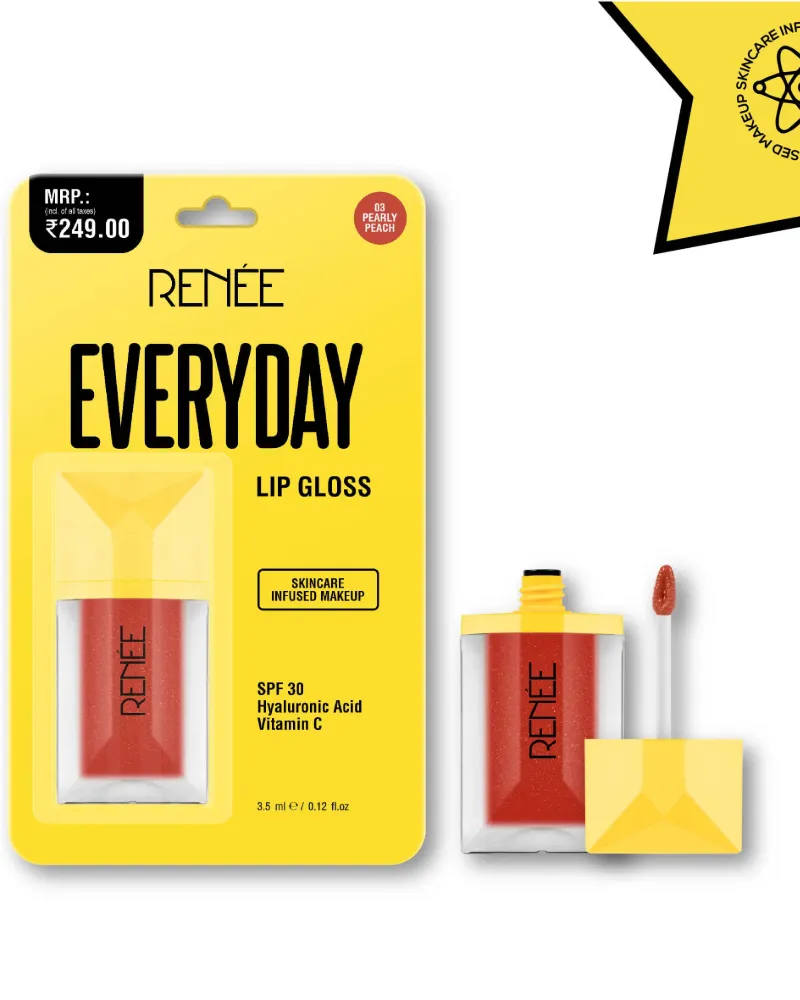 MRP.:
(incl. of all taxes)
₹249.00
03
PEARLY
PEACH
RENÉE
EVERYDAY
LIP GLOSS
SKINCARE
INFUSED MAKEUP
RENÉE
SPF 30
Hyaluronic Acid
Vitamin C
3.5 ml ℮ / 0.12 fl.oz
RENÉE
SED MAKEUP SKINCARE INF